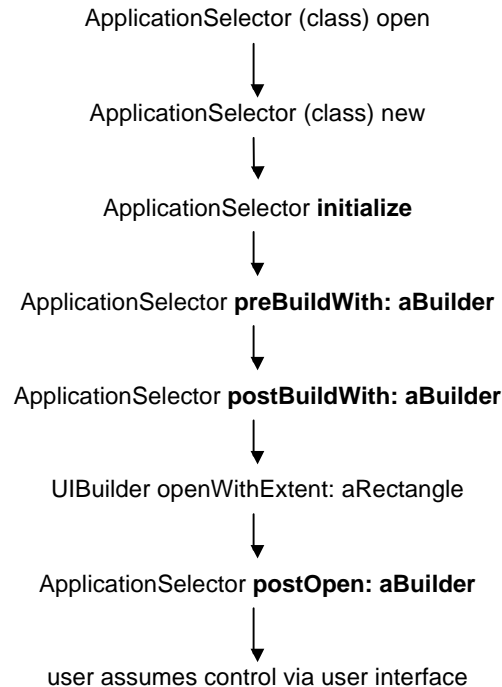 ApplicationSelector (class) open
ApplicationSelector (class) new
ApplicationSelector initialize
ApplicationSelector preBuildWith: aBuilder
ApplicationSelector postBuildWith: aBuilder
UIBuilder openWithExtent: aRectangle
ApplicationSelector postOpen: aBuilder
user assumes control via user interface